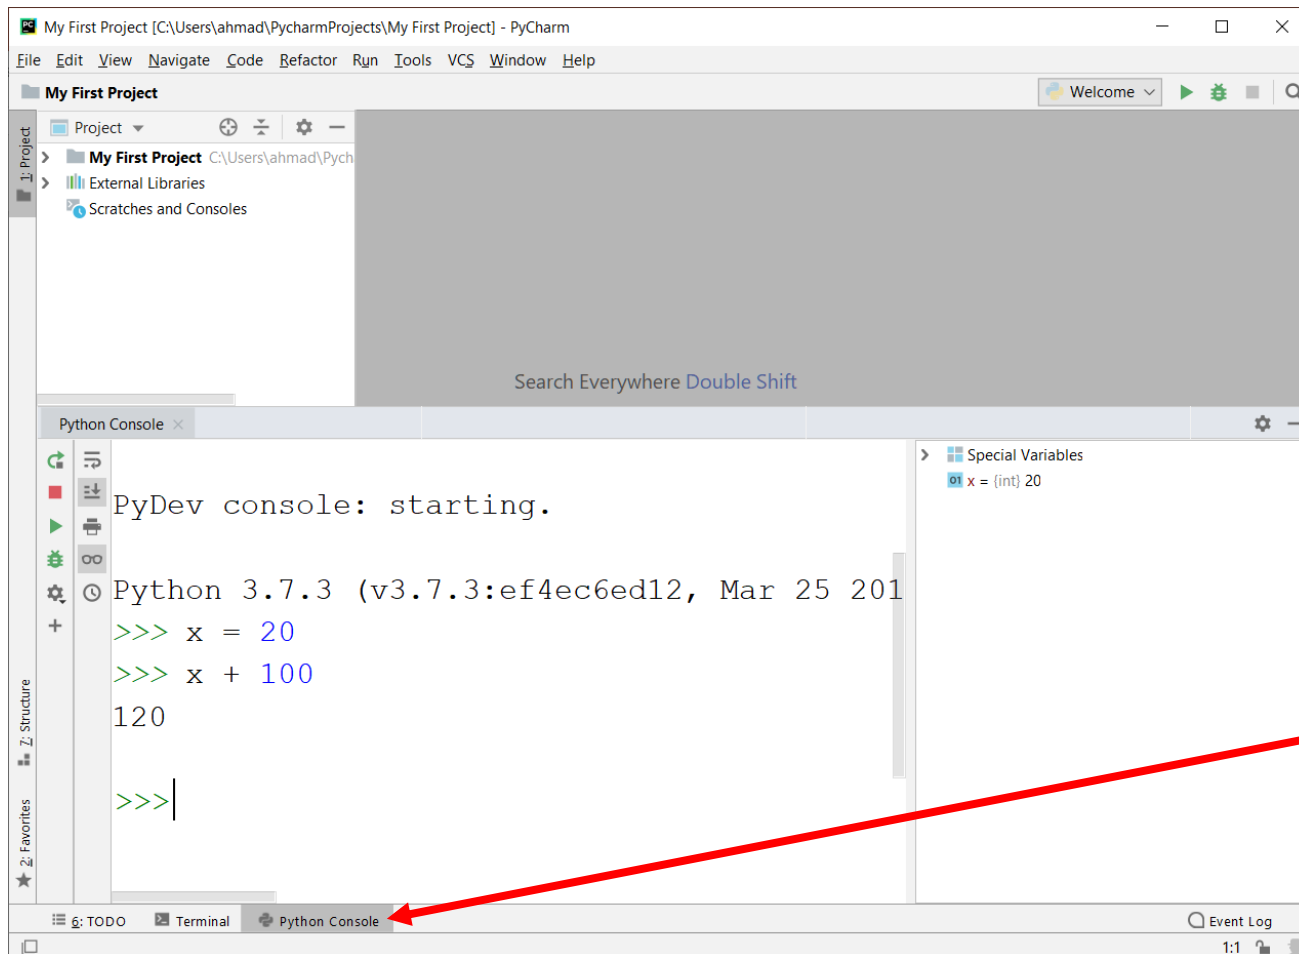 My First Project [C:\Users\ahmad\PycharmProjects\My First Project] - PyCharm
File Edit View Navigate Code Refactor Run Tools VCS Window Help
My First Project
Welcome
1: Project
Project
My First Project C:\Users\ahmad\Pych
External Libraries
Scratches and Consoles
Search Everywhere Double Shift
Python Console
Special Variables
01 x = {int} 20
PyDev console: starting.
Python 3.7.3 (v3.7.3:ef4ec6ed12, Mar 25 201
>>> x = 20
>>> x + 100
120
>>>
Z: Structure
2: Favorites
6: TODO Terminal Python Console
Event Log
1:1